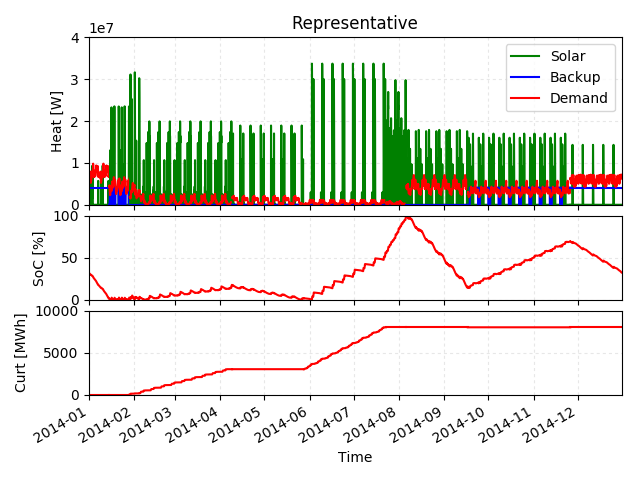 Representative
1e7
4
3
2
1
0
Heat [W]
Solar
Backup
Demand
100
50
0
SoC [%]
10000
5000
0
Curt [MWh]
2014-01
2014-02
2014-03
2014-04
2014-05
2014-06
2014-07
2014-08
2014-09
2014-10
2014-11
2014-12
Time